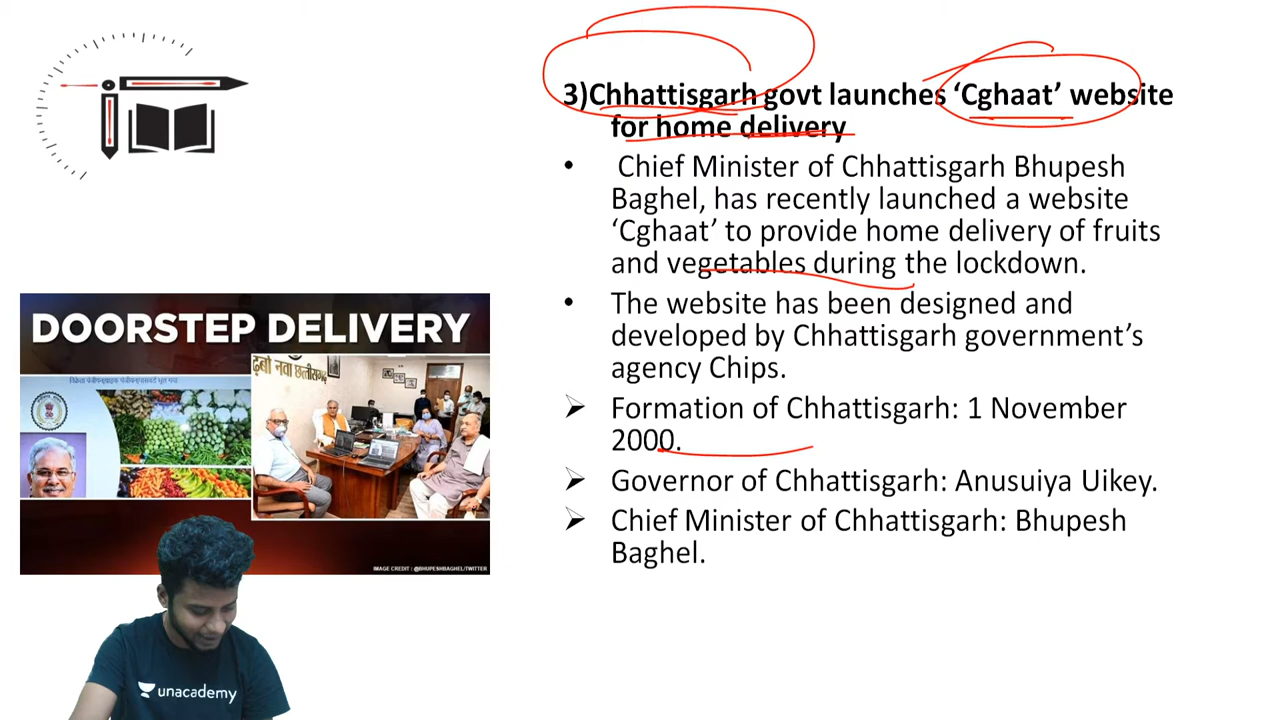 3)Chhattisgarh govt launches ‘Cghaat’ website
for home delivery
• Chief Minister of Chhattisgarh Bhupesh
Baghel, has recently launched a website
‘Cghaat’ to provide home delivery of fruits
and vegetables during the lockdown.
• The website has been designed and
developed by Chhattisgarh government’s
agency Chips.
➢ Formation of Chhattisgarh: 1 November
2000.
➢ Governor of Chhattisgarh: Anusuiya Uikey.
➢ Chief Minister of Chhattisgarh: Bhupesh
Baghel.
DOORSTEP DELIVERY
नवा छत्तीसगढ़
IMAGE CREDIT : @BHUPESHBAGHEL/TWITTER
unacademy